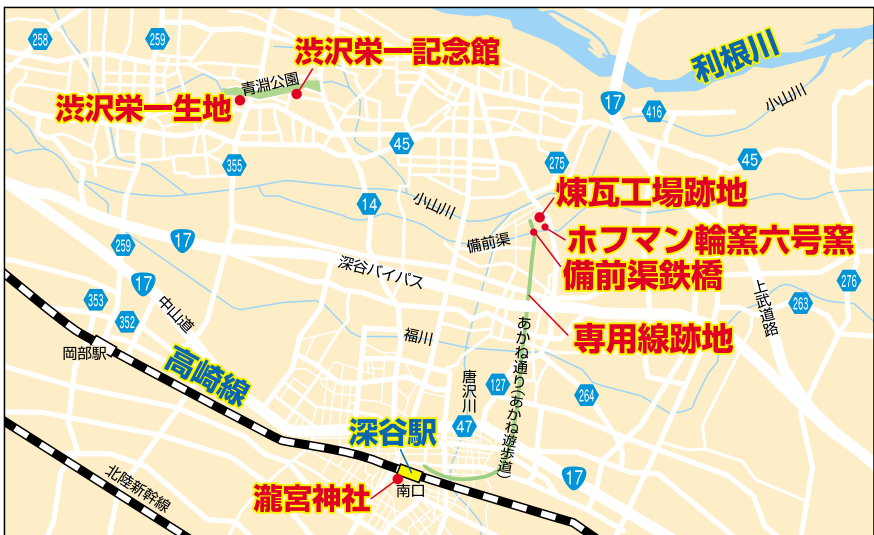 258
259
渋沢栄一記念館
利根川
青淵公園
渋沢栄一生地
17
416
小山川
45
275
45
355
煉瓦工場跡地
14
小山川
ホフマン輪窯六号窯
備前渠
259
17
備前渠鉄橋
深谷バイパス
17
276
353
中山道
263
上武道路
352
福川
あかね通り(あかね遊歩道)
専用線跡地
岡部駅
高崎線
唐沢川
127
264
深谷駅
47
17
北陸新幹線
瀧宮神社
南口